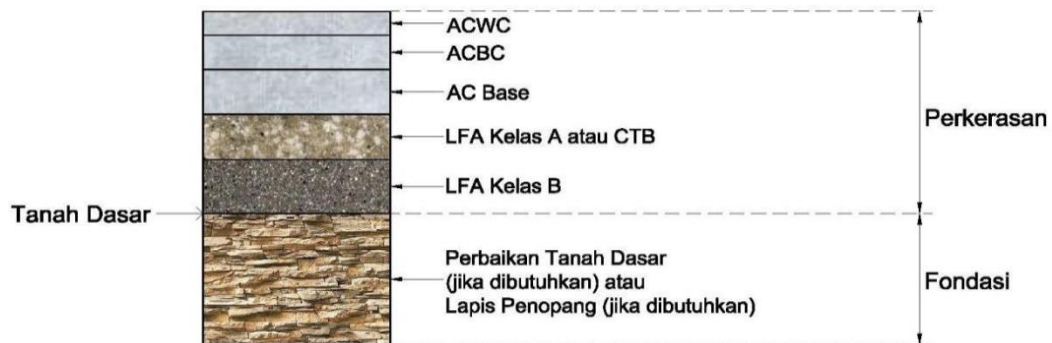 ACWC
ACBC
AC Base
LFA Kelas A atau CTB
LFA Kelas B
Perkerasan
Tanah Dasar
Perbaikan Tanah Dasar
(jika dibutuhkan) atau
Lapis Penopang (jika dibutuhkan)
Fondasi